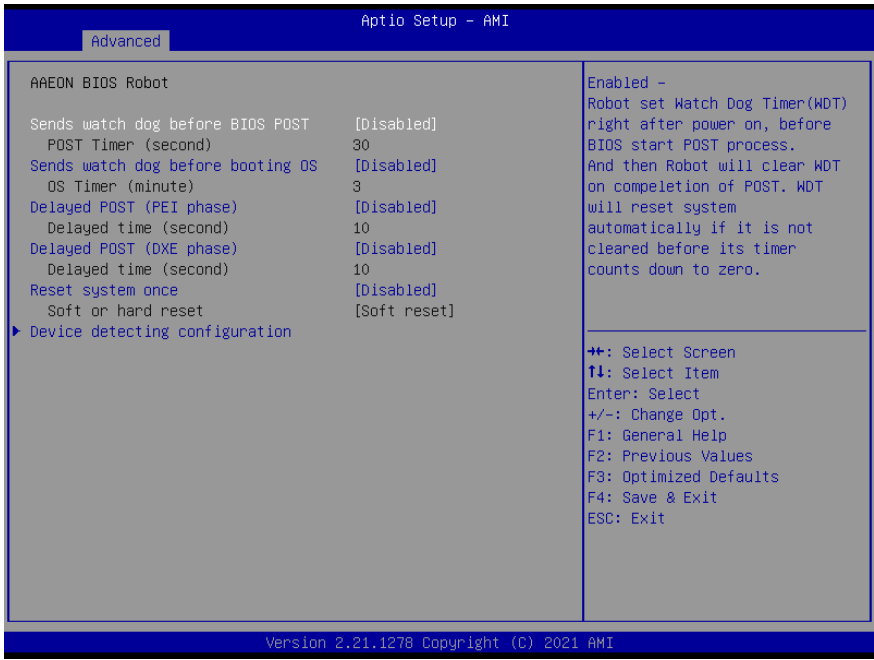 Aptio Setup – AMI
Advanced
AAEON BIOS Robot
Sends watch dog before BIOS POST [Disabled]
POST Timer (second) 30
Sends watch dog before booting OS [Disabled]
OS Timer (minute) 3
Delayed POST (PEI phase) [Disabled]
Delayed time (second) 10
Delayed POST (DXE phase) [Disabled]
Delayed time (second) 10
Reset system once [Disabled]
Soft or hard reset [Soft reset]
Device detecting configuration
Enabled –
Robot set Watch Dog Timer(WDT)
right after power on, before
BIOS start POST process.
And then Robot will clear WDT
on compeletion of POST. WDT
will reset system
automatically if it is not
cleared before its timer
counts down to zero.
→←: Select Screen
↑↓: Select Item
Enter: Select
+/-: Change Opt.
F1: General Help
F2: Previous Values
F3: Optimized Defaults
F4: Save & Exit
ESC: Exit
Version 2.21.1278 Copyright (C) 2021 AMI